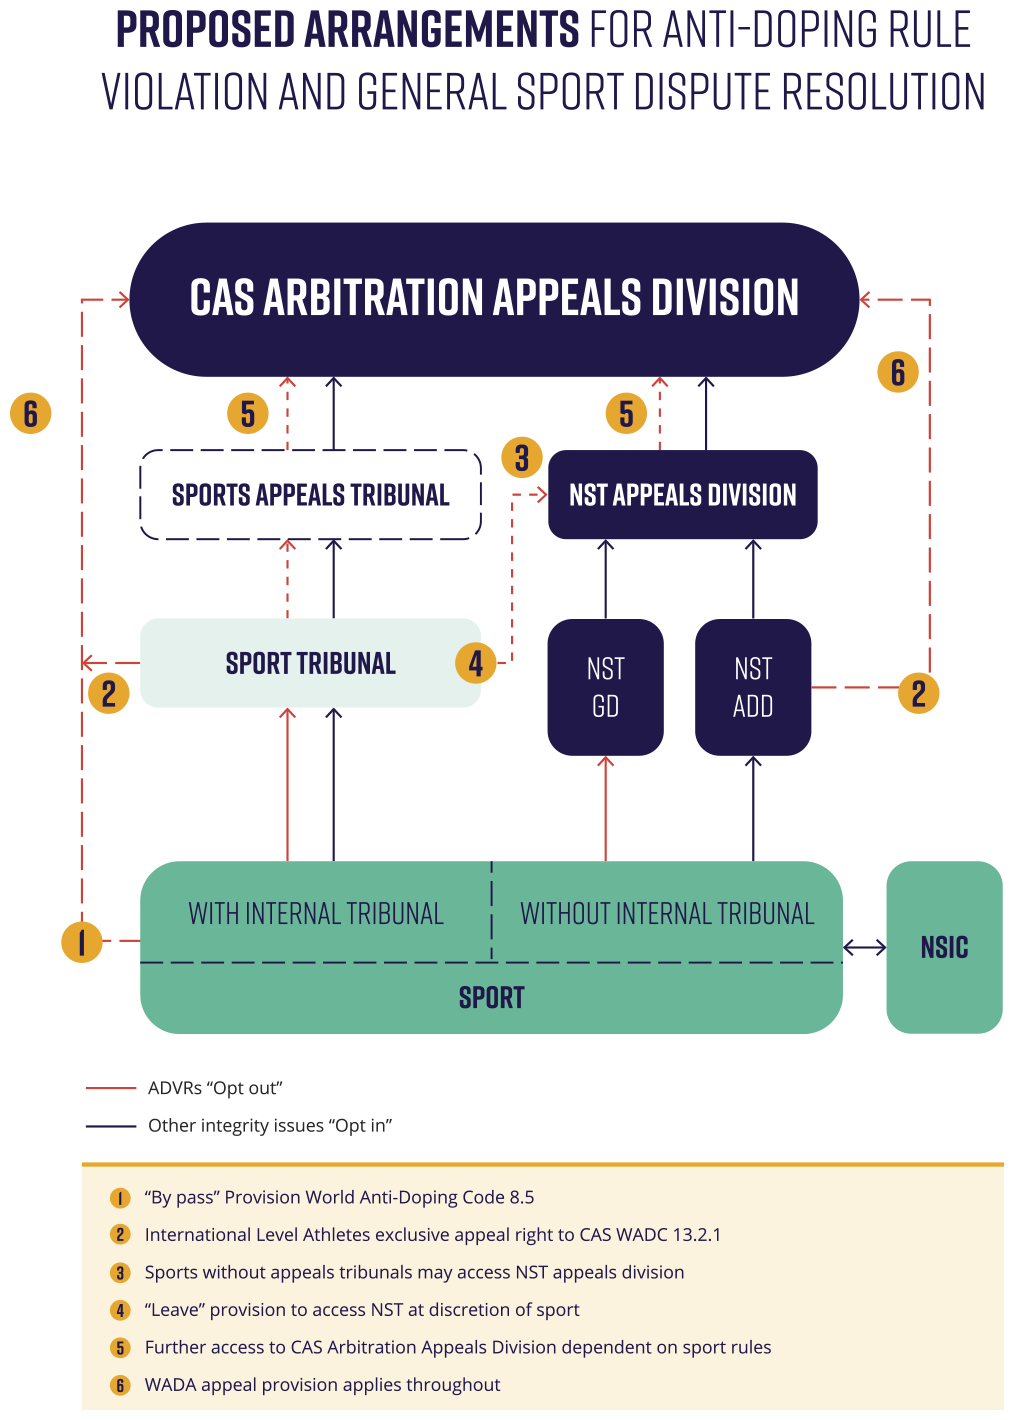 PROPOSED ARRANGEMENTS FOR ANTI-DOPING RULE
VIOLATION AND GENERAL SPORT DISPUTE RESOLUTION
CAS ARBITRATION APPEALS DIVISION
6
6
5
5
3
SPORTS APPEALS TRIBUNAL
NST APPEALS DIVISION
SPORT TRIBUNAL
4
NST
GD
NST
ADD
2
2
WITH INTERNAL TRIBUNAL
WITHOUT INTERNAL TRIBUNAL
1
NSIC
SPORT
ADVRs “Opt out”
Other integrity issues “Opt in”
1 “By pass” Provision World Anti-Doping Code 8.5
2 International Level Athletes exclusive appeal right to CAS WADC 13.2.1
3 Sports without appeals tribunals may access NST appeals division
4 “Leave” provision to access NST at discretion of sport
5 Further access to CAS Arbitration Appeals Division dependent on sport rules
6 WADA appeal provision applies throughout